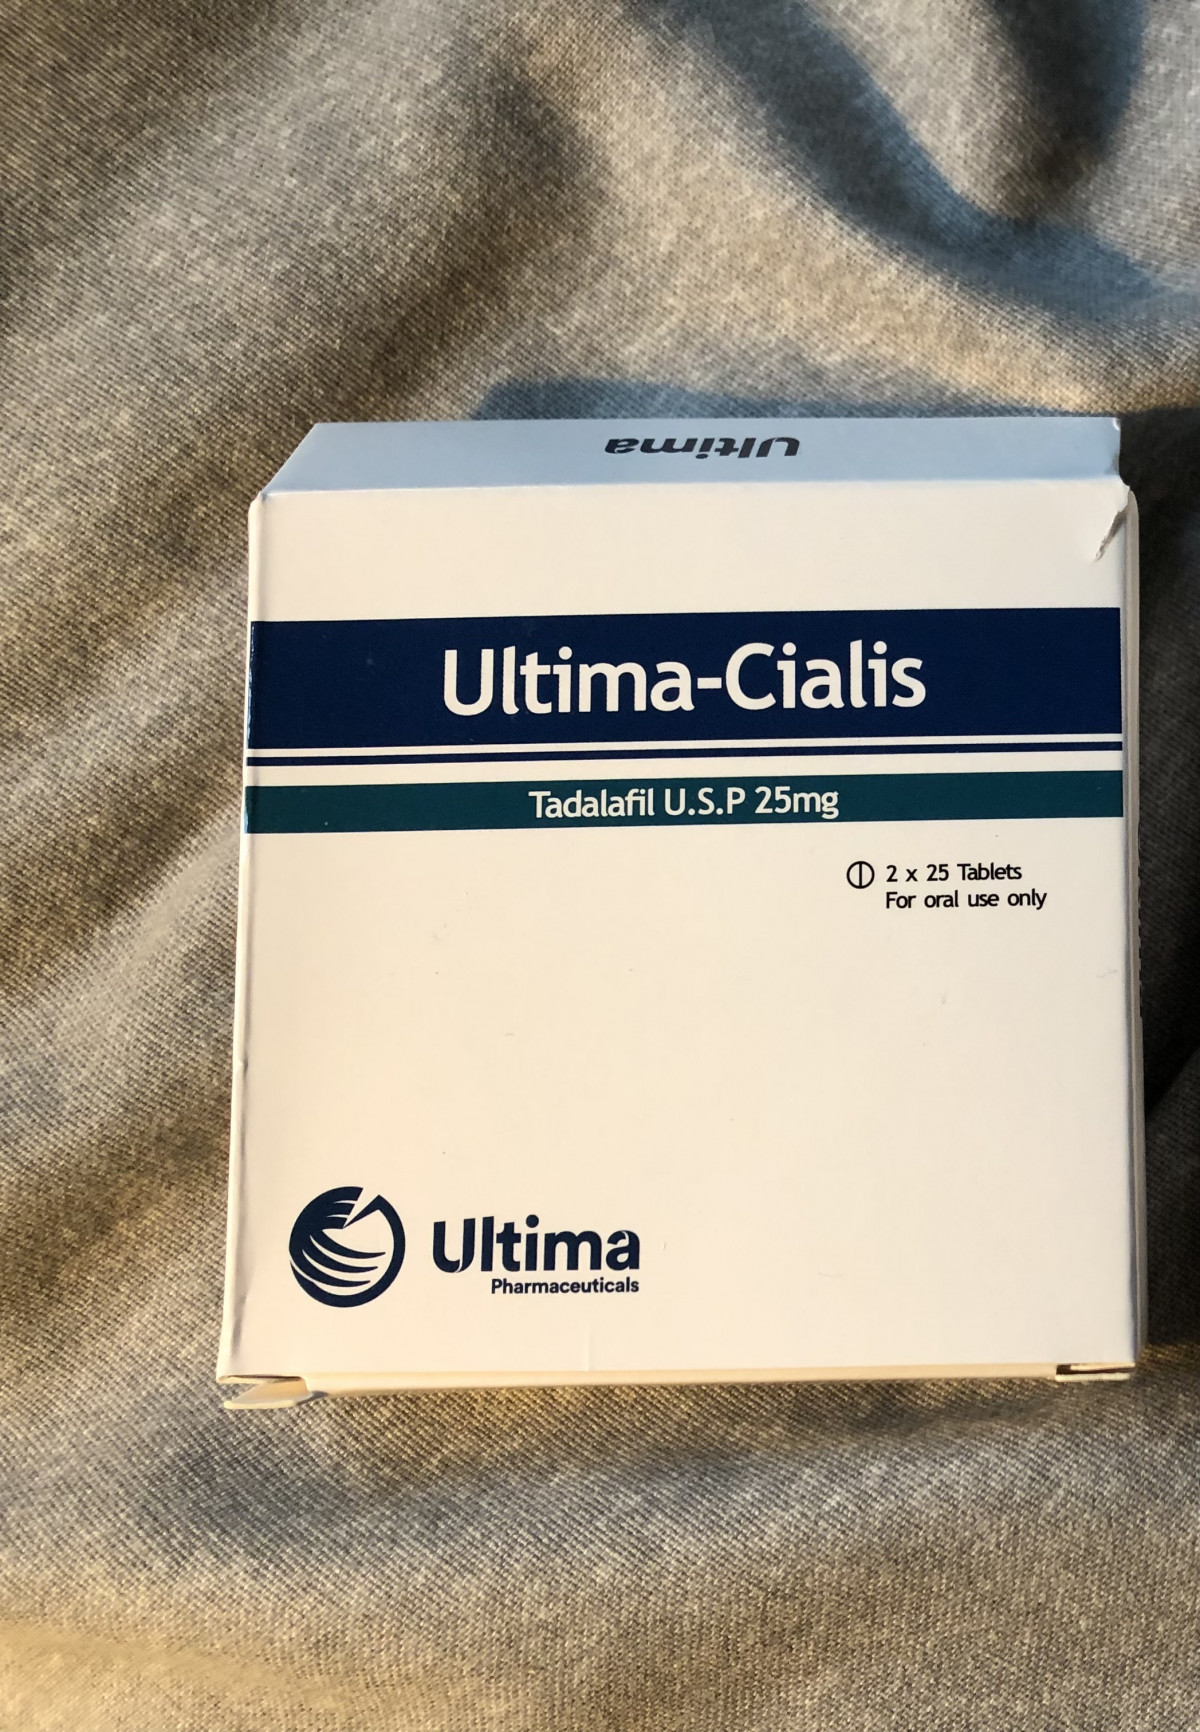 Ultima
Ultima-Cialis
Tadalafil U.S.P 25mg
2 x 25 Tablets
For oral use only
Ultima
Pharmaceuticals